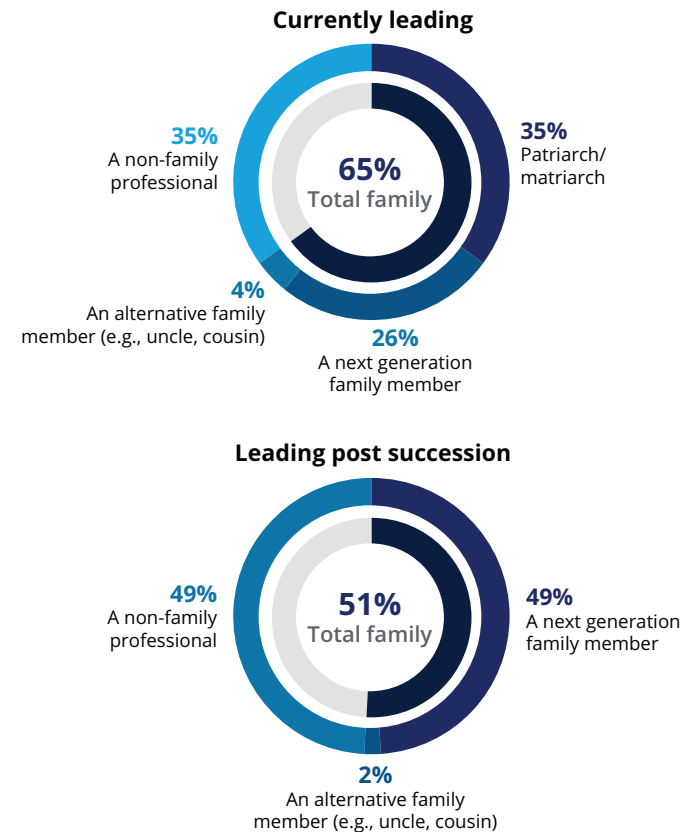 Currently leading
35%
A non-family
professional
65%
Total family
35%
Patriarch/
matriarch
4%
An alternative family
member (e.g., uncle, cousin)
26%
A next generation
family member
Leading post succession
49%
A non-family
professional
51%
Total family
49%
A next generation
family member
2%
An alternative family
member (e.g., uncle, cousin)